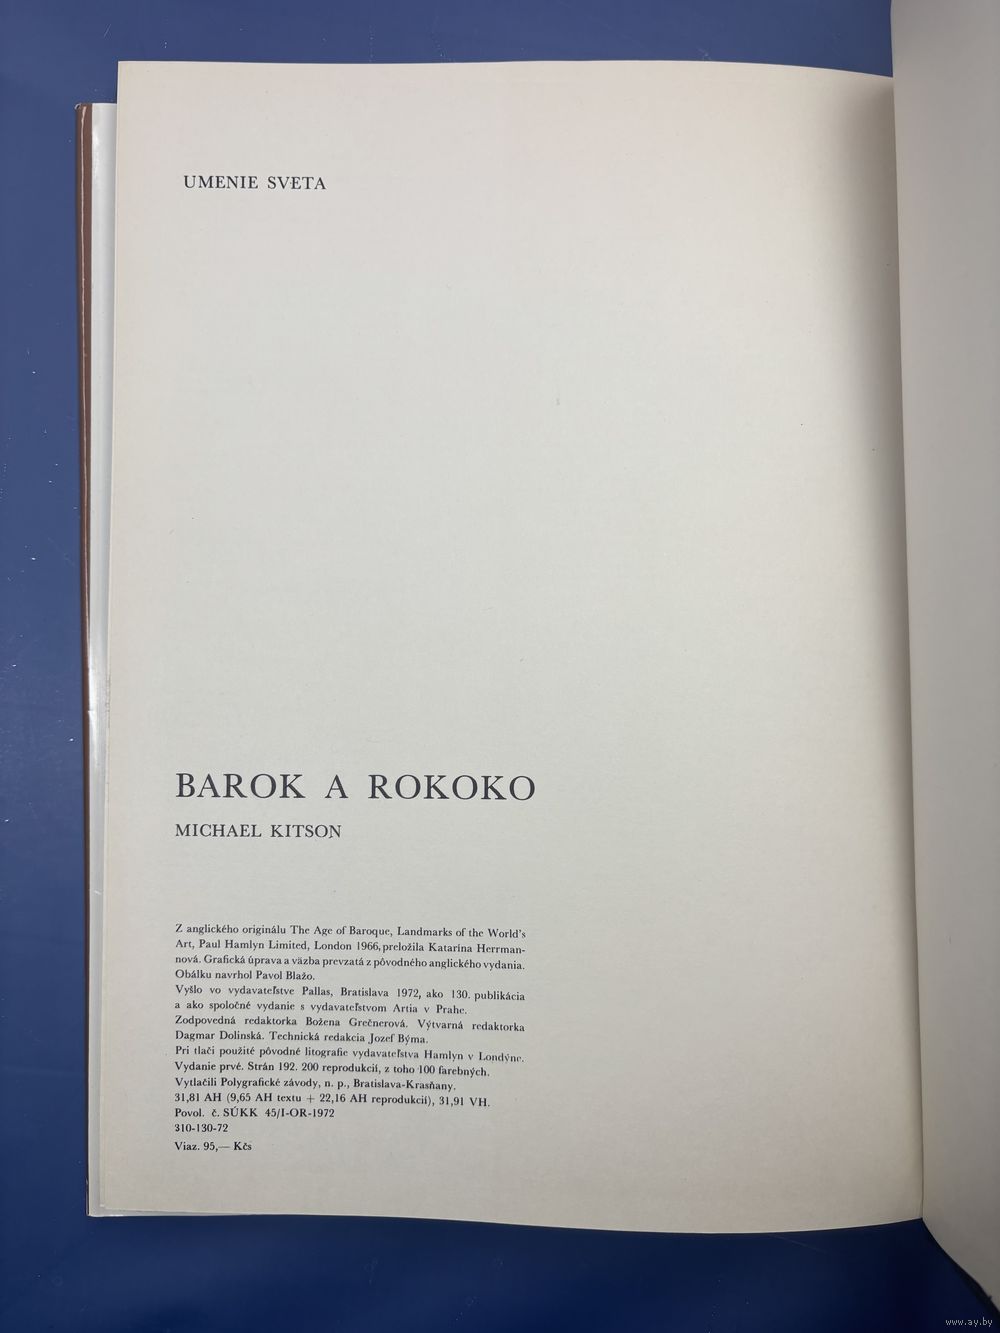 UMENIE SVETA
BAROK A ROKOKO
MICHAEL KITSON
Z anglického originálu The Age of Baroque, Landmarks of the World's
Art, Paul Hamlyn Limited, London 1966, preložila Katarína Herrman-
nová. Grafická úprava a väzba prevzatá z pôvodného anglického vydania.
Obálku navrhol Pavol Blažo.
Vyšlo vo vydavateľstve Pallas, Bratislava 1972, ako 130. publikácia
a ako spoločné vydanie s vydavateľstvom Artia v Prahe.
Zodpovedná redaktorka Božena Grečnerová. Výtvarná redaktorka
Dagmar Dolinská. Technická redakcia Jozef Býma.
Pri tlači použité pôvodné litografie vydavateľstva Hamlyn v Londýne.
Vydanie prvé. Strán 192. 200 reprodukcií, z toho 100 farebných.
Vytlačili Polygrafické závody, n. p., Bratislava-Krasňany.
31,81 AH (9,65 AH textu + 22,16 AH reprodukcií), 31,91 VH.
Povol. č. SÚKK 45/I-OR-1972
310-130-72
Viaz. 95,— Kčs
www.ay.by